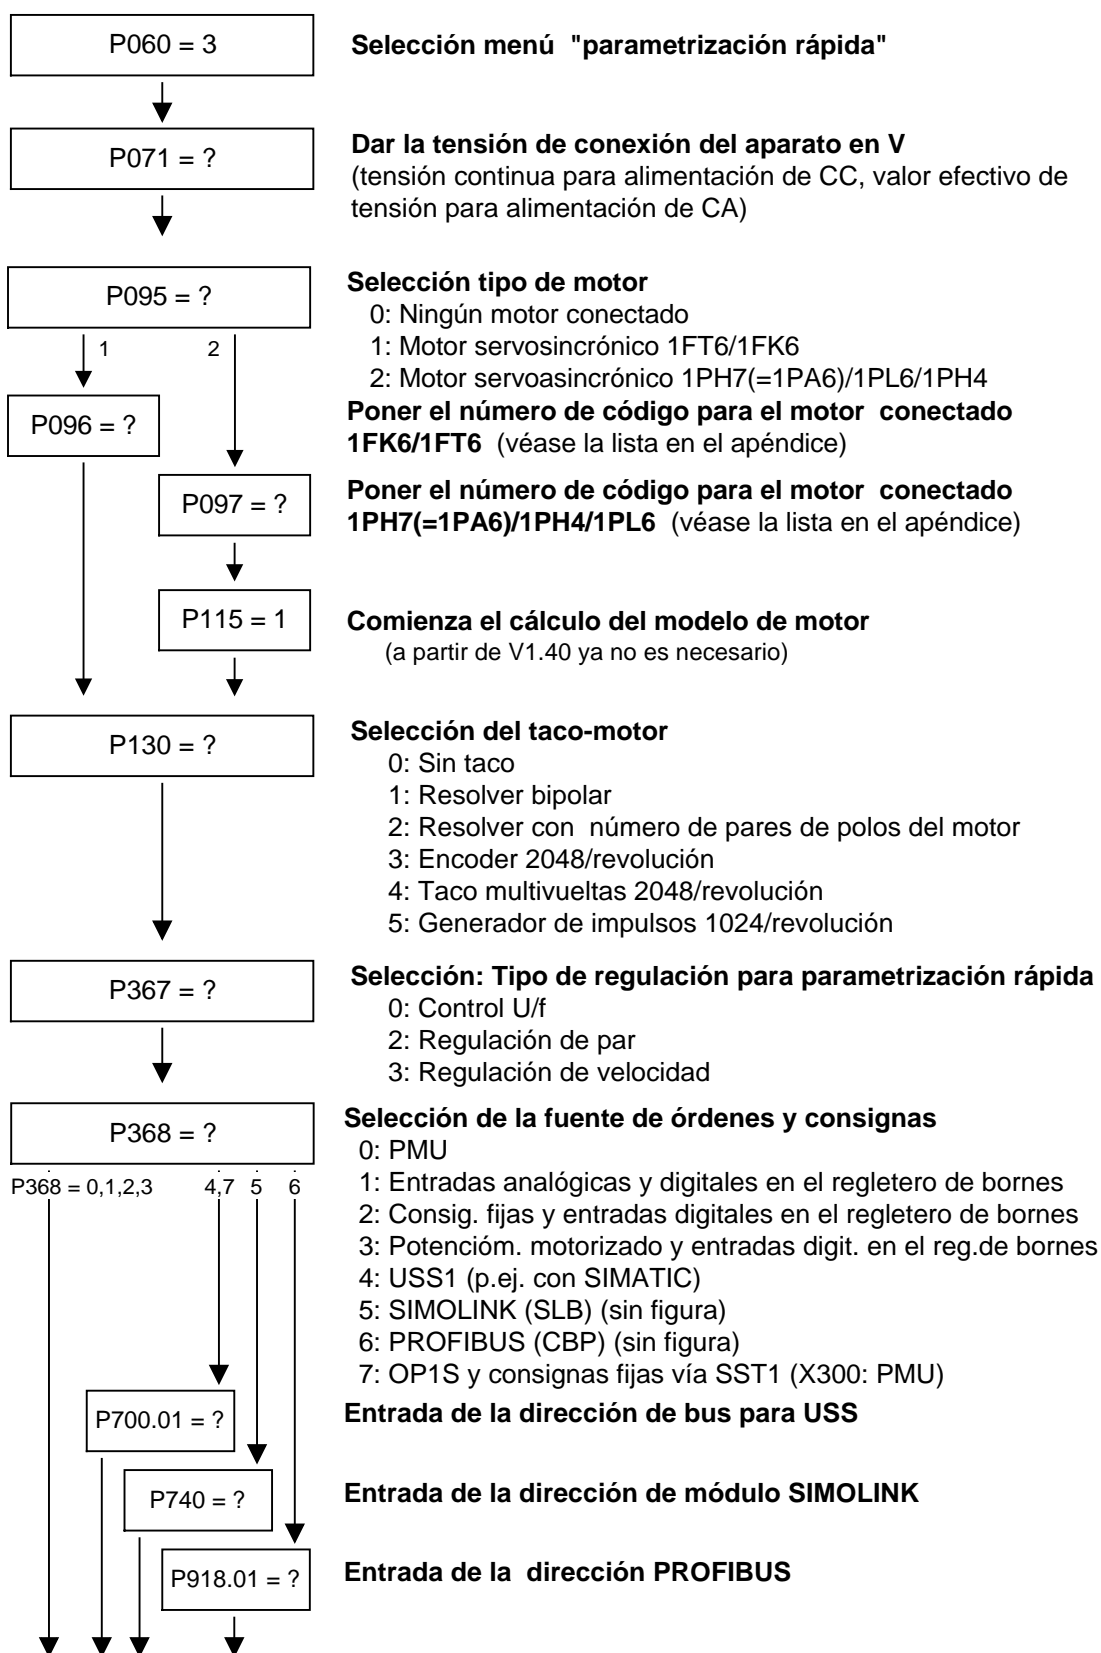 P060 = 3
Selección menú "parametrización rápida"
P071 = ?
Dar la tensión de conexión del aparato en V
(tensión continua para alimentación de CC, valor efectivo de
tensión para alimentación de CA)
P095 = ?
Selección tipo de motor
0: Ningún motor conectado
1: Motor servosincrónico 1FT6/1FK6
2: Motor servoasincrónico 1PH7(=1PA6)/1PL6/1PH4
1
2
P096 = ?
Poner el número de código para el motor conectado
1FK6/1FT6 (véase la lista en el apéndice)
P097 = ?
Poner el número de código para el motor conectado
1PH7(=1PA6)/1PH4/1PL6 (véase la lista en el apéndice)
P115 = 1
Comienza el cálculo del modelo de motor
(a partir de V1.40 ya no es necesario)
P130 = ?
Selección del taco-motor
0: Sin taco
1: Resolver bipolar
2: Resolver con número de pares de polos del motor
3: Encoder 2048/revolución
4: Taco multivueltas 2048/revolución
5: Generador de impulsos 1024/revolución
P367 = ?
Selección: Tipo de regulación para parametrización rápida
0: Control U/f
2: Regulación de par
3: Regulación de velocidad
P368 = ?
Selección de la fuente de órdenes y consignas
0: PMU
1: Entradas analógicas y digitales en el regletero de bornes
2: Consig. fijas y entradas digitales en el regletero de bornes
3: Potencióm. motorizado y entradas digit. en el reg.de bornes
4: USS1 (p.ej. con SIMATIC)
5: SIMOLINK (SLB) (sin figura)
6: PROFIBUS (CBP) (sin figura)
7: OP1S y consignas fijas vía SST1 (X300: PMU)
P368 = 0,1,2,3
4,7
5
6
P700.01 = ?
Entrada de la dirección de bus para USS
P740 = ?
Entrada de la dirección de módulo SIMOLINK
P918.01 = ?
Entrada de la dirección PROFIBUS